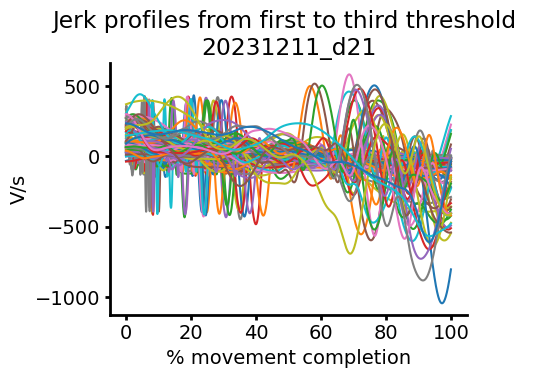 Jerk profiles from first to third threshold
20231211_d21
500
0
−500
−1000
V/s
0 20 40 60 80 100
% movement completion